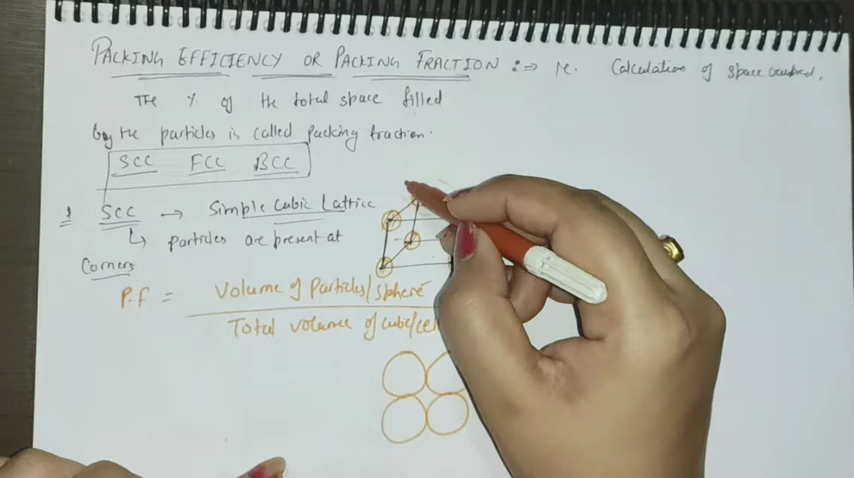 PACKING EFFICIENCY OR PACKING FRACTION :⇒ Calculation of space occupied.
The % of the total space filled
by the particles is called packing fraction.
SCC FCC BCC
1 SCC → Simple Cubic Lattice
↳ particles are present at
Corners
P.F = Volume of Particles/Sphere
Total volume of cubic/